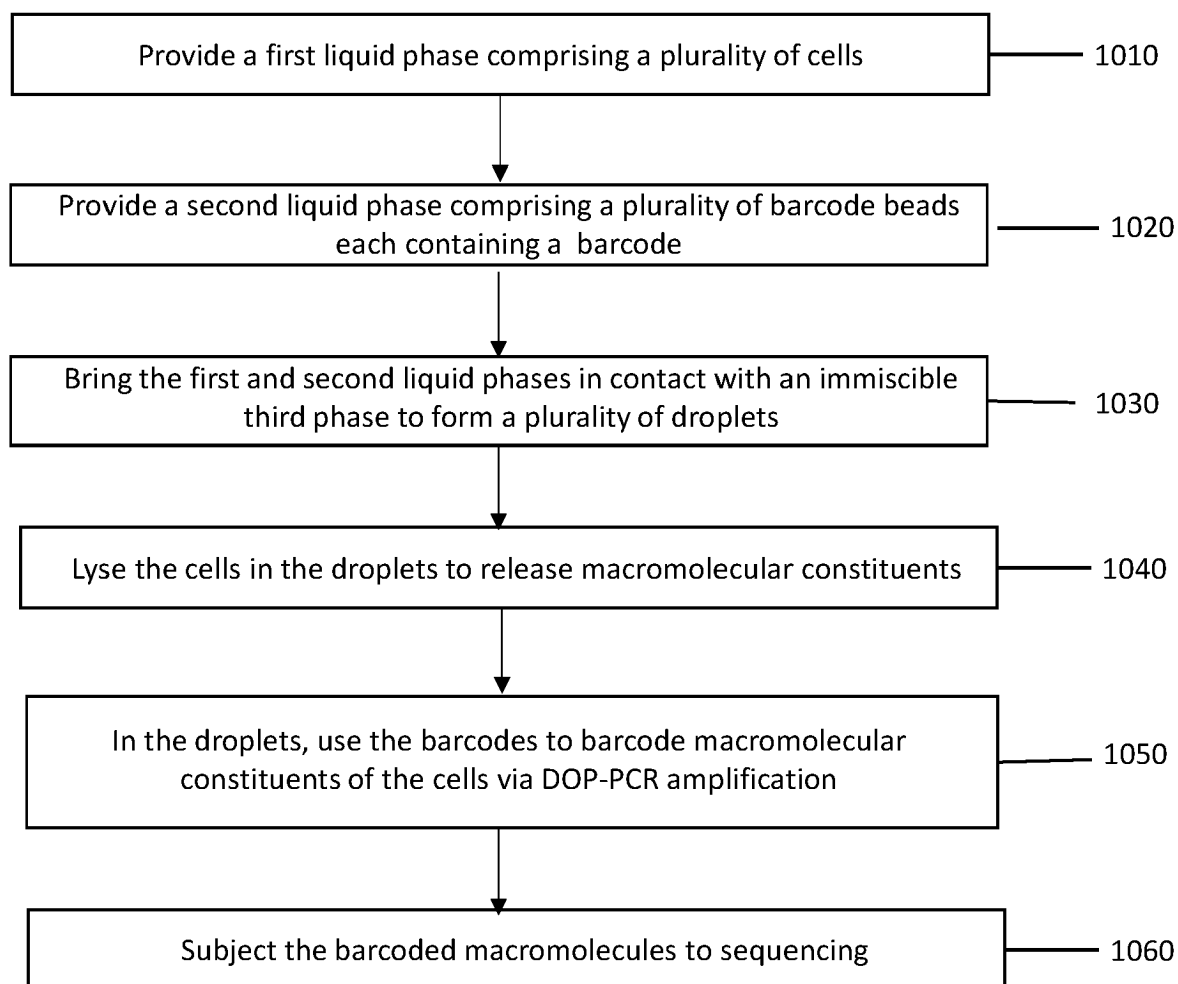 Provide a first liquid phase comprising a plurality of cells
1010
Provide a second liquid phase comprising a plurality of barcode beads
each containing a barcode
1020
Bring the first and second liquid phases in contact with an immiscible
third phase to form a plurality of droplets
1030
Lyse the cells in the droplets to release macromolecular constituents
1040
In the droplets, use the barcodes to barcode macromolecular
constituents of the cells via DOP-PCR amplification
1050
Subject the barcoded macromolecules to sequencing
1060